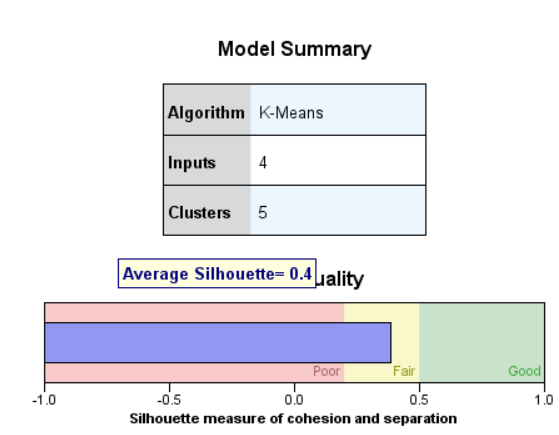 Model Summary
Algorithm K-Means
Inputs 4
Clusters 5
Average Silhouette= 0.4
uality
Poor Fair Good
-1.0 -0.5 0.0 0.5 1.0
Silhouette measure of cohesion and separation